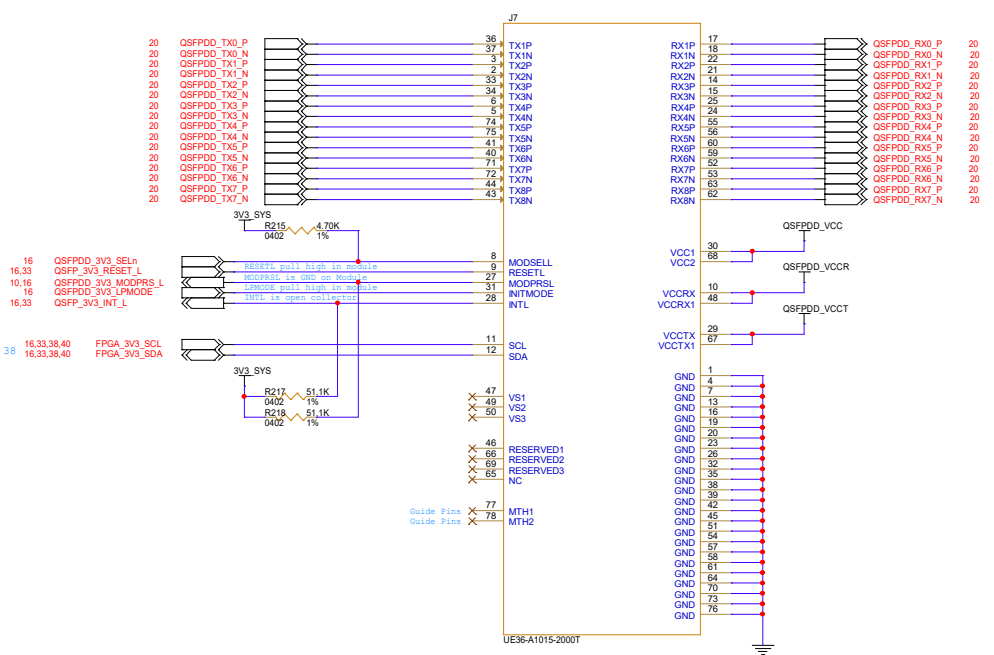 J7
20 QSFPDD_TX0_P 36 TX1P RX1P 17 QSFPDD_RX0_P 20
20 QSFPDD_TX0_N 37 TX1N RX1N 18 QSFPDD_RX0_N 20
20 QSFPDD_TX1_P 3 TX2P RX2P 22 QSFPDD_RX1_P 20
20 QSFPDD_TX1_N 2 TX2N RX2N 21 QSFPDD_RX1_N 20
20 QSFPDD_TX2_P 33 TX3P RX3P 14 QSFPDD_RX2_P 20
20 QSFPDD_TX2_N 34 TX3N RX3N 15 QSFPDD_RX2_N 20
20 QSFPDD_TX3_P 6 TX4P RX4P 25 QSFPDD_RX3_P 20
20 QSFPDD_TX3_N 5 TX4N RX4N 24 QSFPDD_RX3_N 20
20 QSFPDD_TX4_P 74 TX5P RX5P 55 QSFPDD_RX4_P 20
20 QSFPDD_TX4_N 75 TX5N RX5N 56 QSFPDD_RX4_N 20
20 QSFPDD_TX5_P 41 TX6P RX6P 60 QSFPDD_RX5_P 20
20 QSFPDD_TX5_N 40 TX6N RX6N 59 QSFPDD_RX5_N 20
20 QSFPDD_TX6_P 71 TX7P RX7P 52 QSFPDD_RX6_P 20
20 QSFPDD_TX6_N 72 TX7N RX7N 53 QSFPDD_RX6_N 20
20 QSFPDD_TX7_P 44 TX8P RX8P 63 QSFPDD_RX7_P 20
20 QSFPDD_TX7_N 43 TX8N RX8N 62 QSFPDD_RX7_N 20
3V3_SYS
R215 4.70K
0402 1%
QSFPDD_VCC
VCC1 30
VCC2 68
16 QSFPDD_3V3_SELn 8 MODSELL
RESETL pull high in module
16,33 QSFP_3V3_RESET_L 9 RESETL
MODPRSL is GND on Module
10,16 QSFPDD_3V3_MODPRS_L 27 MODPRSL
LPMODE pull high in module
16 QSFPDD_3V3_LPMODE 31 INITMODE
INTL is open collector
16,33 QSFP_3V3_INT_L 28 INTL
QSFPDD_VCCR
VCCRX 10
VCCRX1 48
QSFPDD_VCCT
VCCTX 29
VCCTX1 67
16,33,38,40 FPGA_3V3_SCL 11 SCL
38 16,33,38,40 FPGA_3V3_SDA 12 SDA
3V3_SYS
R217 51.1K
0402 1%
R218 51.1K
0402 1%
47 VS1
49 VS2
50 VS3
46 RESERVED1
66 RESERVED2
69 RESERVED3
65 NC
Guide Pins 77 MTH1
Guide Pins 78 MTH2
GND 1
GND 4
GND 7
GND 13
GND 16
GND 19
GND 20
GND 23
GND 26
GND 32
GND 35
GND 38
GND 39
GND 42
GND 45
GND 51
GND 54
GND 57
GND 58
GND 61
GND 64
GND 70
GND 73
GND 76
UE36-A1015-2000T